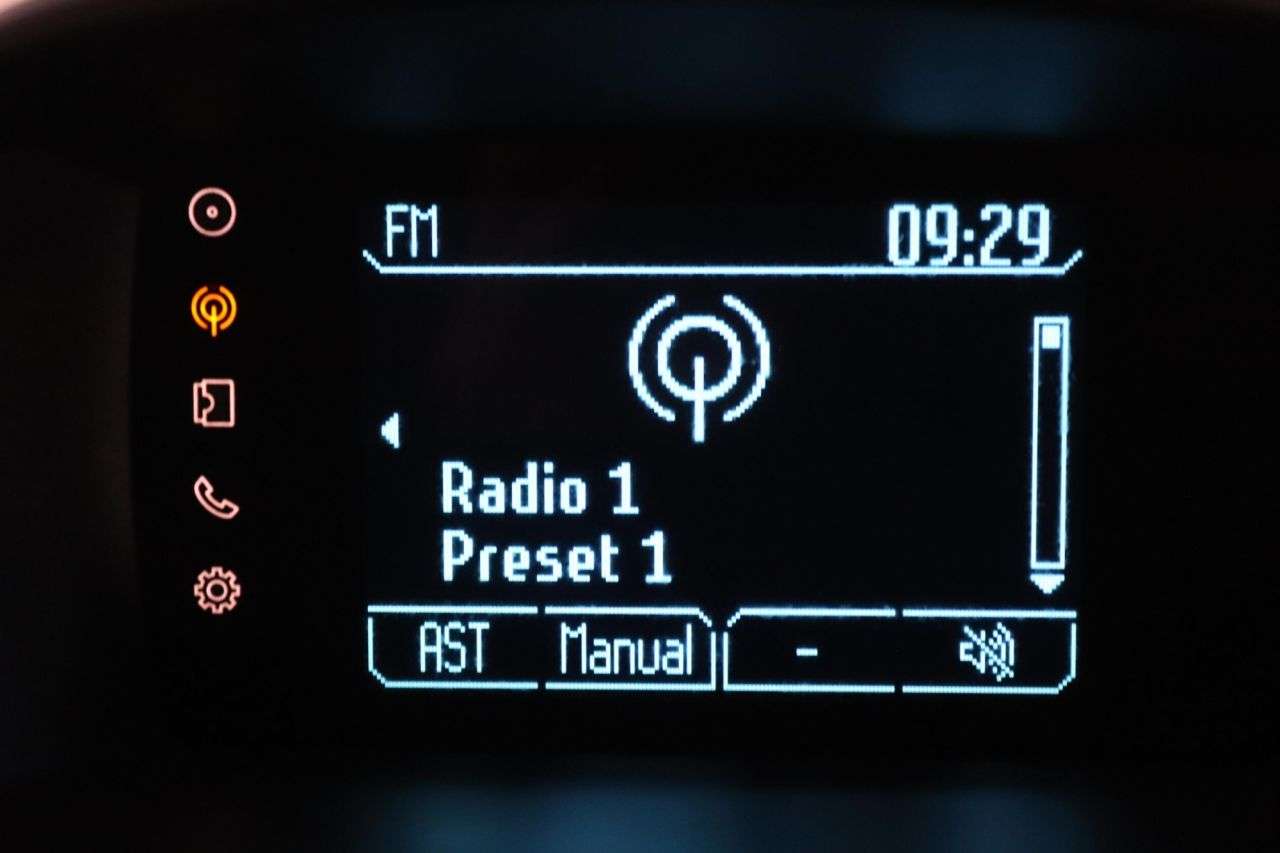 FM 09:29
Radio 1
Preset 1
AST Manual -